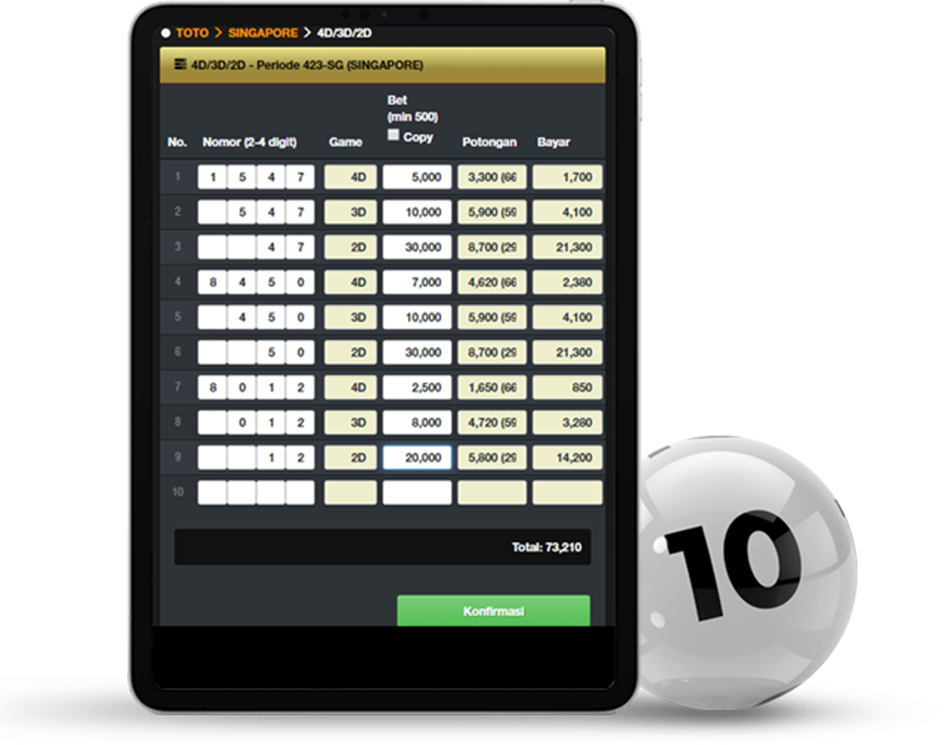 TOTO > SINGAPORE > 4D/3D/2D
4D/3D/2D - Periode 423-SG (SINGAPORE)
No. Nomor (2-4 digit) Game Bet (min 500) Copy Potongan Bayar
1 1 5 4 7 4D 5,000 3,300 (66 1,700
2 5 4 7 3D 10,000 5,900 (59 4,100
3 4 7 2D 30,000 8,700 (29 21,300
4 8 4 5 0 4D 7,000 4,620 (66 2,380
5 4 5 0 3D 10,000 5,900 (59 4,100
6 5 0 2D 30,000 8,700 (29 21,300
7 8 0 1 2 4D 2,500 1,650 (66 850
8 0 1 2 3D 8,000 4,720 (59 3,280
9 1 2 2D 20,000 5,800 (29 14,200
10
Total: 73,210
Konfirmasi
10